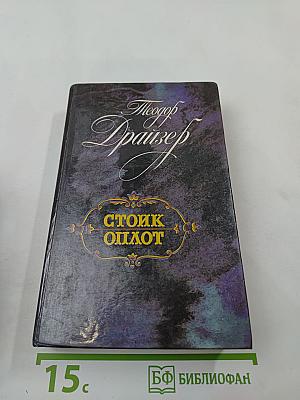 Теодор
Драйзер
СТОИК
ОПЛОТ
15с
БФ БИБЛИОФАН